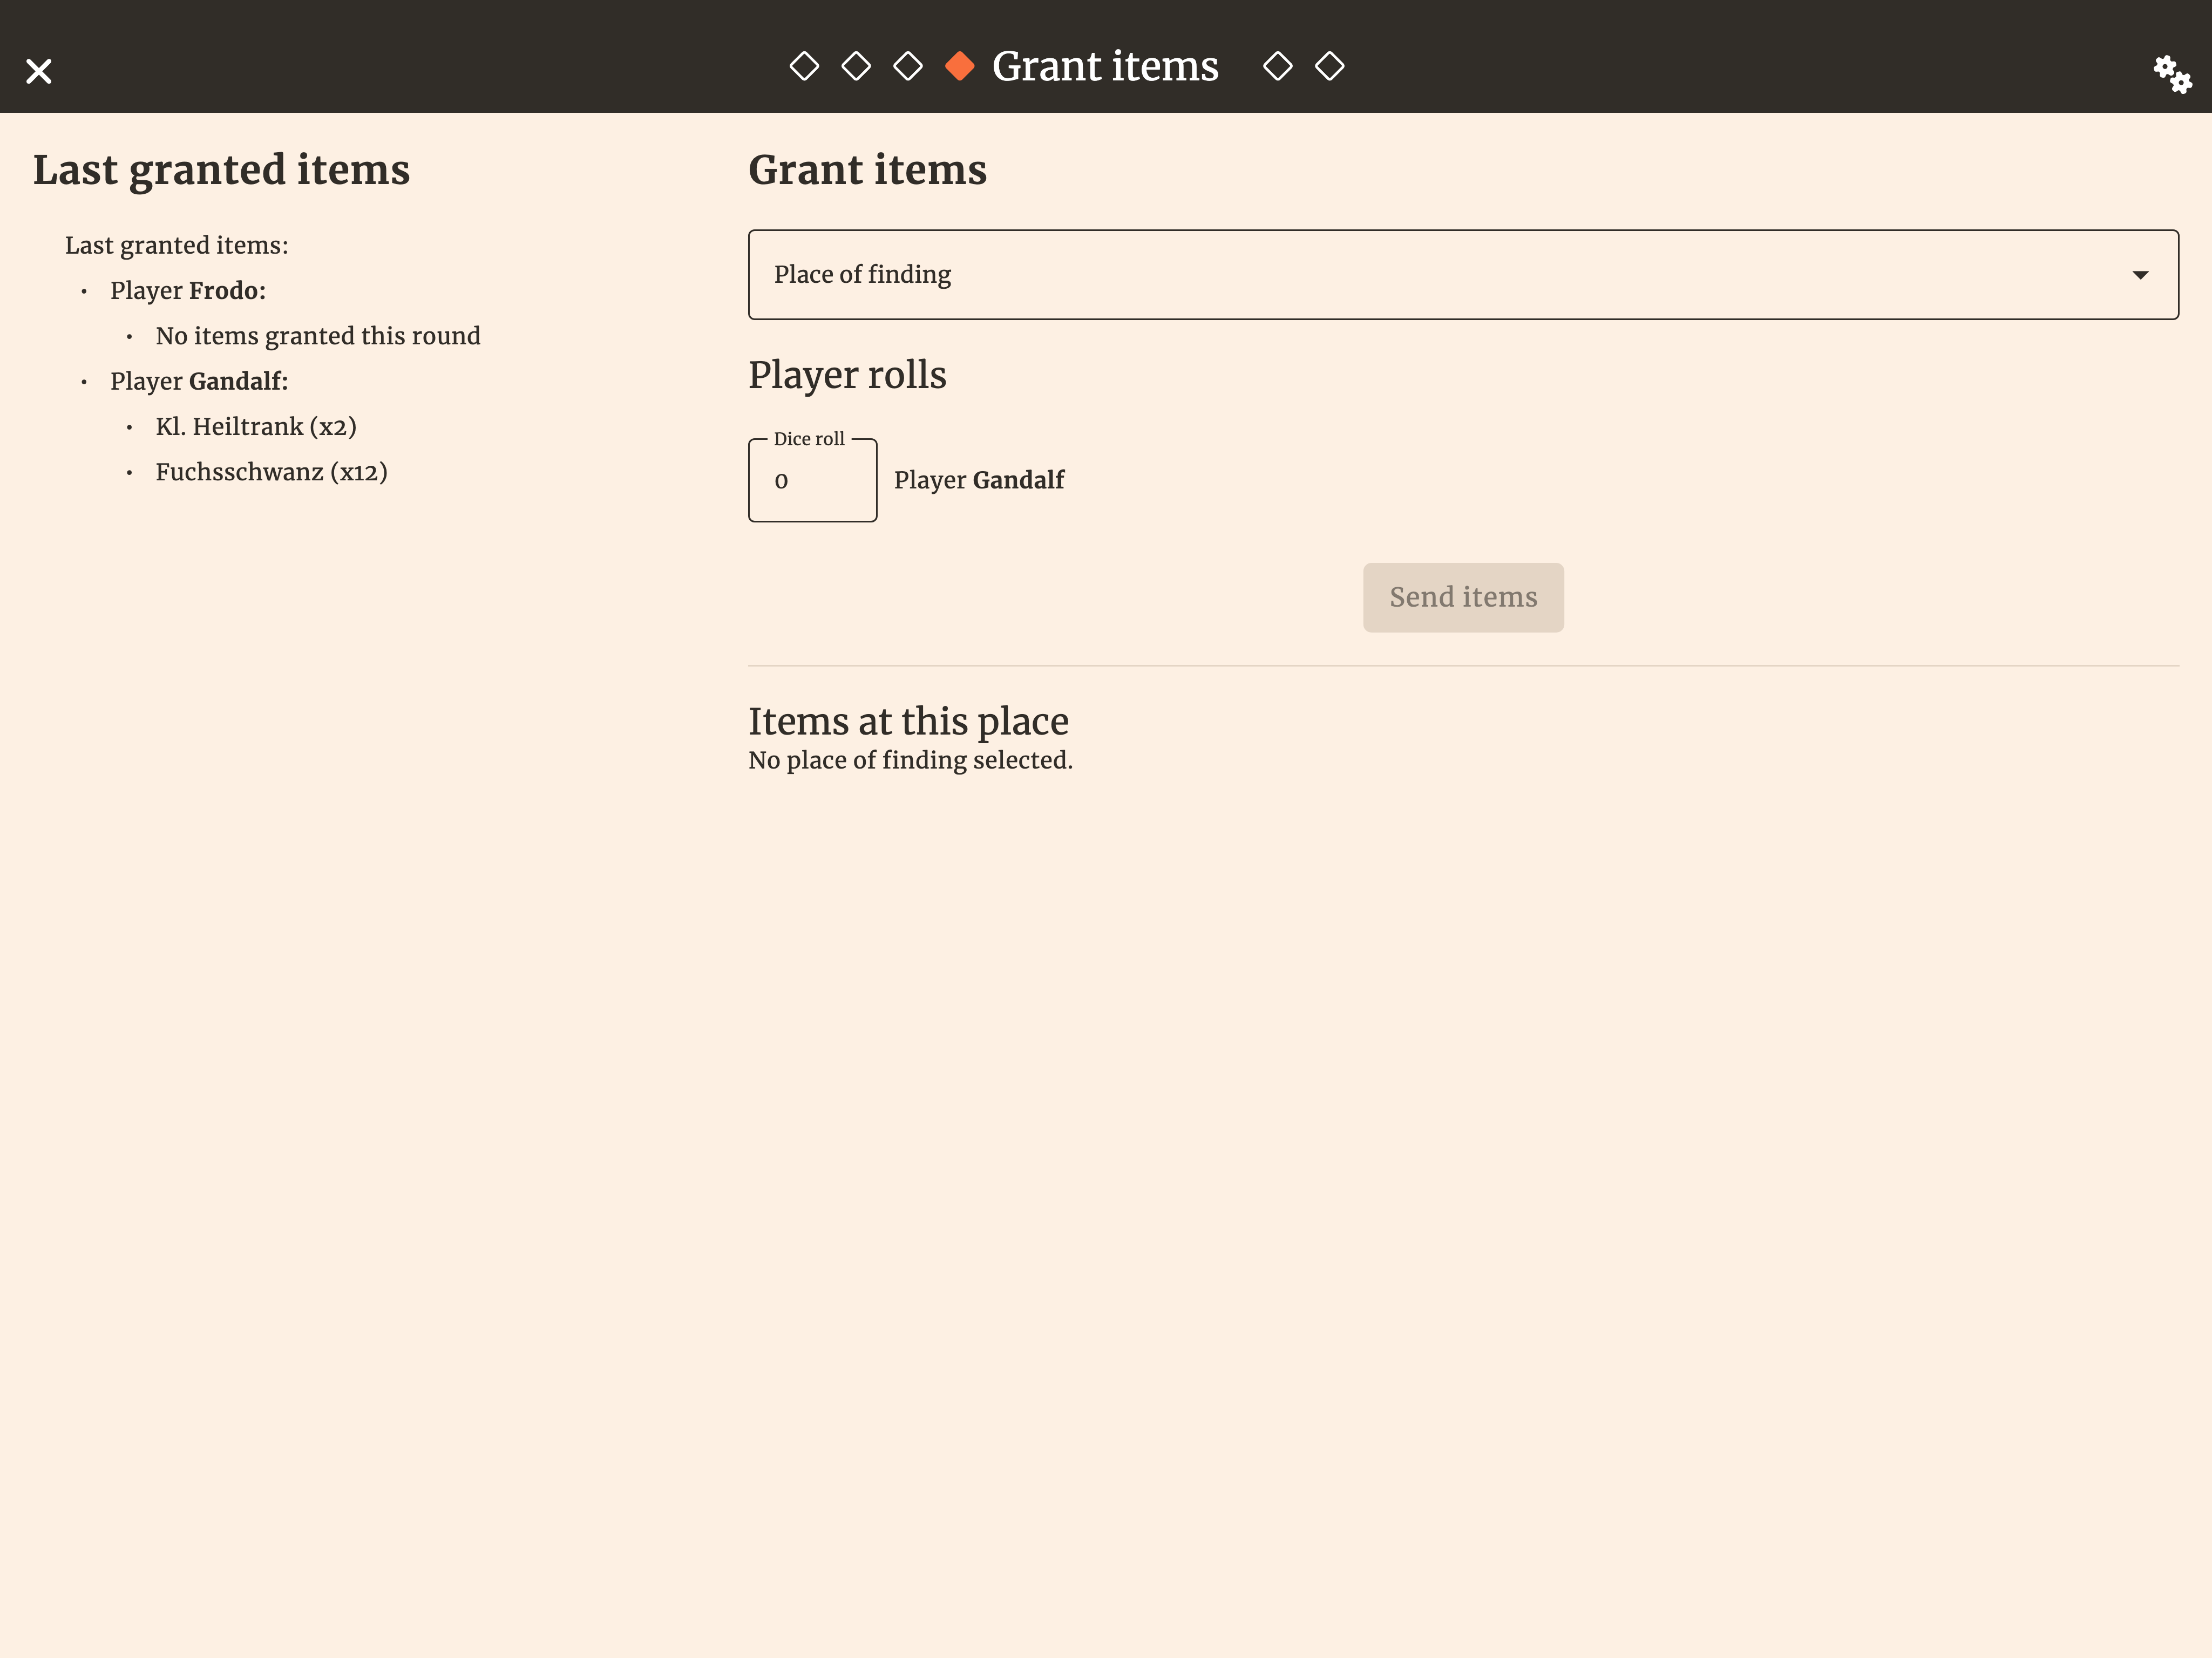 Grant items
Last granted items
Last granted items:
• Player Frodo:
• No items granted this round
• Player Gandalf:
• Kl. Heiltrank (x2)
• Fuchsschwanz (x12)
Grant items
Place of finding
Player rolls
Dice roll
0
Player Gandalf
Send items
Items at this place
No place of finding selected.